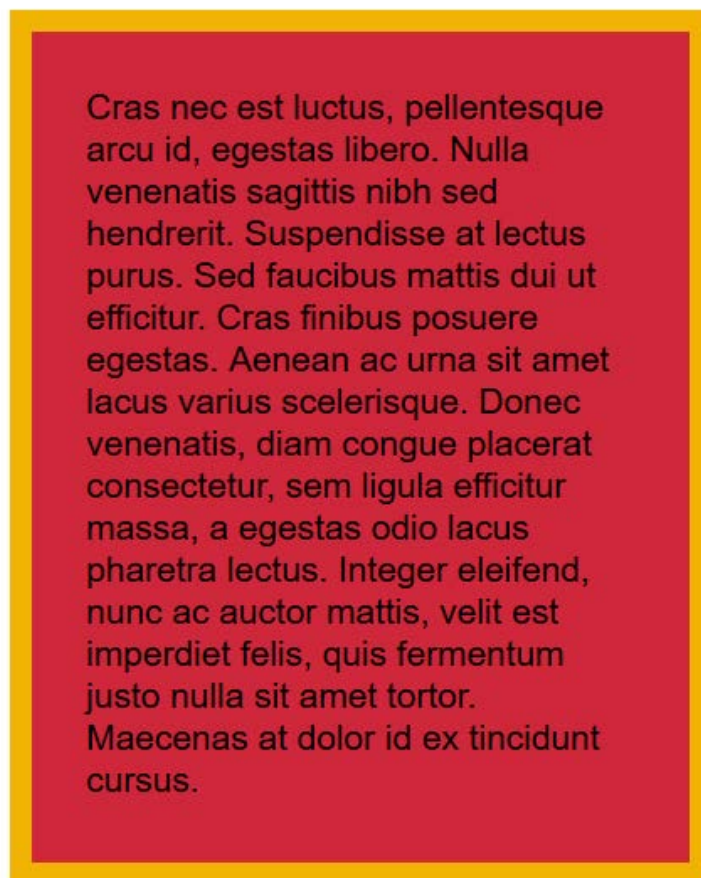 Cras nec est luctus, pellentesque
arcu id, egestas libero. Nulla
venenatis sagittis nibh sed
hendrerit. Suspendisse at lectus
purus. Sed faucibus mattis dui ut
efficitur. Cras finibus posuere
egestas. Aenean ac urna sit amet
lacus varius scelerisque. Donec
venenatis, diam congue placerat
consectetur, sem ligula efficitur
massa, a egestas odio lacus
pharetra lectus. Integer eleifend,
nunc ac auctor mattis, velit est
imperdiet felis, quis fermentum
justo nulla sit amet tortor.
Maecenas at dolor id ex tincidunt
cursus.